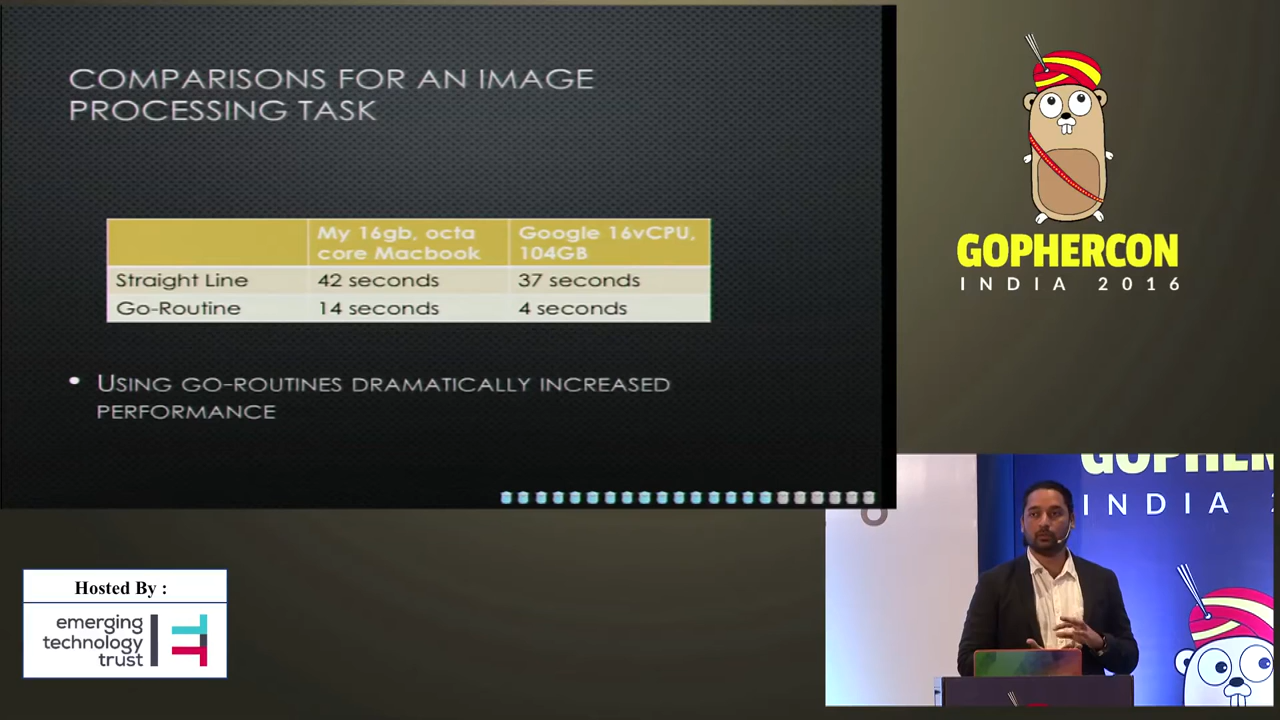 COMPARISONS FOR AN IMAGE
PROCESSING TASK
My 16gb, octa core Macbook
Google 16vCPU, 104GB
Straight Line 42 seconds 37 seconds
Go-Routine 14 seconds 4 seconds
• USING GO-ROUTINES DRAMATICALLY INCREASED
PERFORMANCE
GOPHERCON
INDIA 2016
Hosted By :
emerging
technology
trust
INDIA